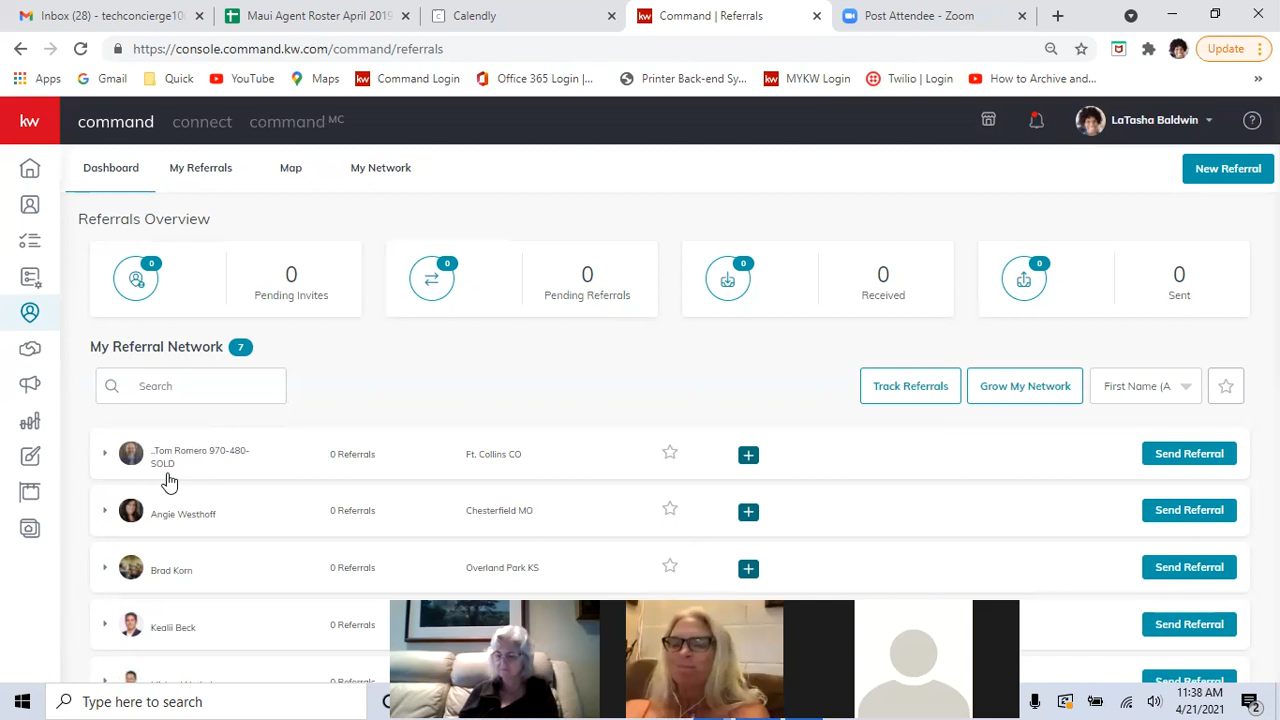 Inbox (28) - techconcierge10
Maui Agent Roster April 2019
Calendly
Command | Referrals
Post Attendee - Zoom
https://console.command.kw.com/command/referrals
Update
Apps
Gmail
Quick
YouTube
Maps
Command Login
Office 365 Login |...
Printer Back-end Sy...
MYKW Login
Twilio | Login
How to Archive and...
kw
command
connect
command MC
LaTasha Baldwin
Dashboard
My Referrals
Map
My Network
New Referral
Referrals Overview
0
0
Pending Invites
0
0
Pending Referrals
0
0
Received
0
0
Sent
My Referral Network 7
Search
Track Referrals
Grow My Network
First Name (A
..Tom Romero 970-480-
SOLD
0 Referrals
Ft. Collins CO
Send Referral
Angie Westhoff
0 Referrals
Chesterfield MO
Send Referral
Brad Korn
0 Referrals
Overland Park KS
Send Referral
Kealii Beck
0 Referrals
Send Referral
0 Referrals
Send Referral
Type here to search
11:38 AM
4/21/2021
2